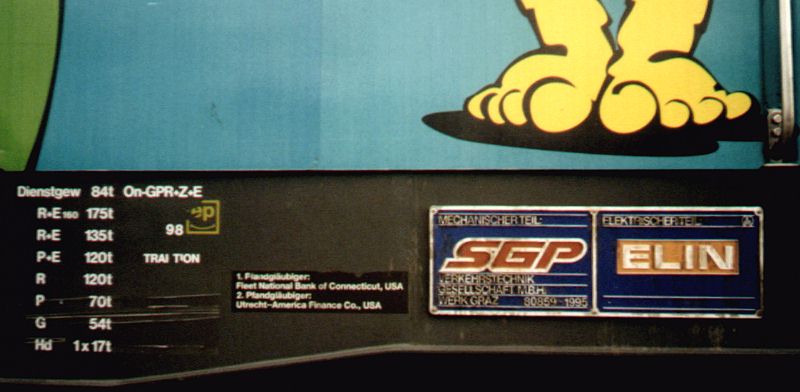 Dienstgew 84t On-GPR+Z+E
R+E160 175t
R+E 135t
P+E 120t
R 120t
P 70t
G 54t
Hd 1x17t
98 p
1. Pfandgläubiger:
Fleet National Bank of Connecticut, USA
2. Pfandgläubiger:
Utrecht-America Finance Co., USA
MECHANISCHER TEIL:
SGP
VERKEHRSTECHNIK
GESELLSCHAFT M.B.H.
WERK GRAZ 80859-1995
ELEKTRISCHER TEIL:
ELIN